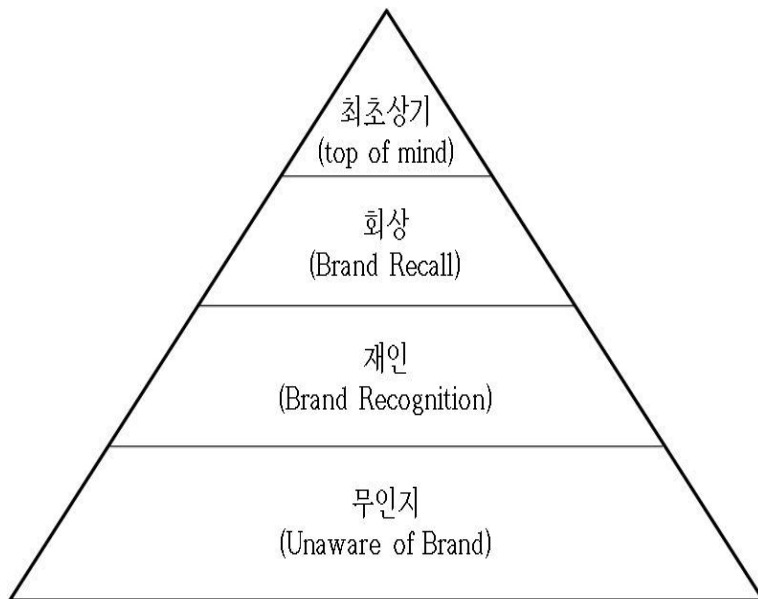 최초상기
(top of mind)
회상
(Brand Recall)
재인
(Brand Recognition)
무인지
(Unaware of Brand)